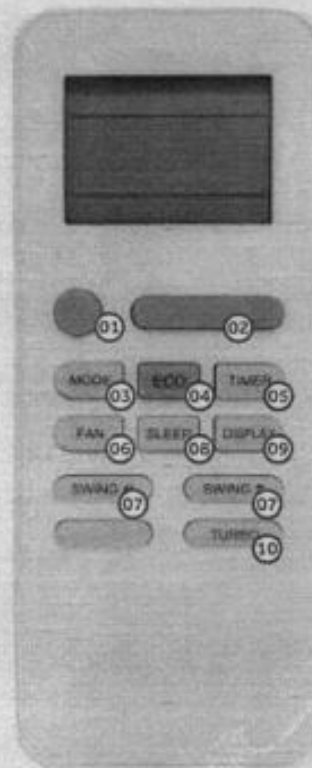 01 02
MODE ECO TIMER
03 04 05
FAN SLEEP DISPLAY
06 08 09
SWING SWING
07 07
TURBO
10